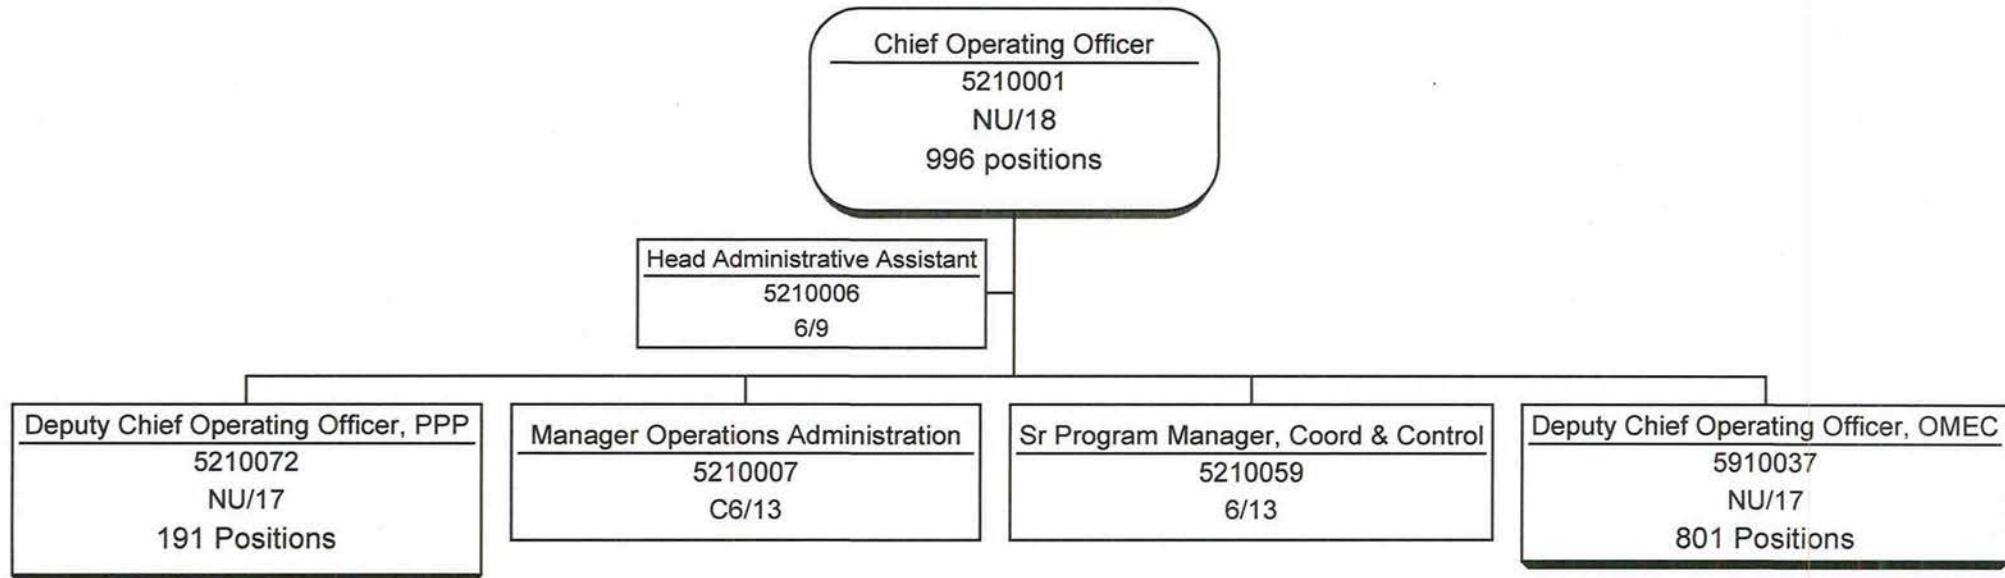 Chief Operating Officer
5210001
NU/18
996 positions
Head Administrative Assistant
5210006
6/9
Deputy Chief Operating Officer, PPP
5210072
NU/17
191 Positions
Manager Operations Administration
5210007
C6/13
Sr Program Manager, Coord & Control
5210059
6/13
Deputy Chief Operating Officer, OMEC
5910037
NU/17
801 Positions